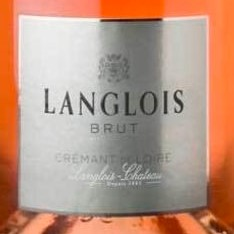 LANGLOIS
BRUT
CRÉMANT DE LOIRE
Langlois-Chateau
Depuis 1885